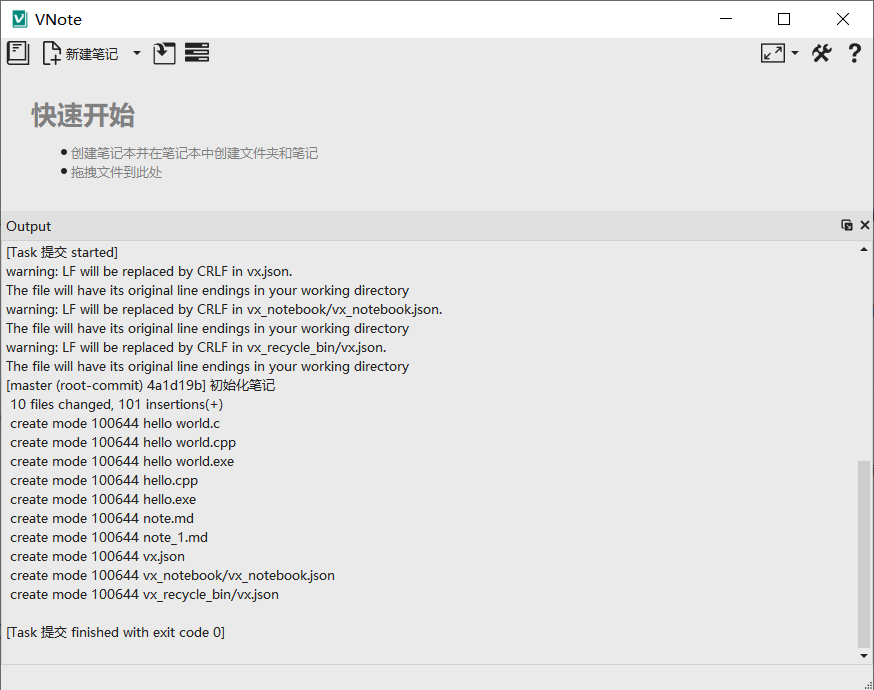 VNote
新建笔记
快速开始
创建笔记本并在笔记本中创建文件夹和笔记
拖拽文件到此处
Output
[Task 提交 started]
warning: LF will be replaced by CRLF in vx.json.
The file will have its original line endings in your working directory
warning: LF will be replaced by CRLF in vx_notebook/vx_notebook.json.
The file will have its original line endings in your working directory
warning: LF will be replaced by CRLF in vx_recycle_bin/vx.json.
The file will have its original line endings in your working directory
[master (root-commit) 4a1d19b] 初始化笔记
10 files changed, 101 insertions(+)
create mode 100644 hello world.c
create mode 100644 hello world.cpp
create mode 100644 hello world.exe
create mode 100644 hello.cpp
create mode 100644 hello.exe
create mode 100644 note.md
create mode 100644 note_1.md
create mode 100644 vx.json
create mode 100644 vx_notebook/vx_notebook.json
create mode 100644 vx_recycle_bin/vx.json
[Task 提交 finished with exit code 0]